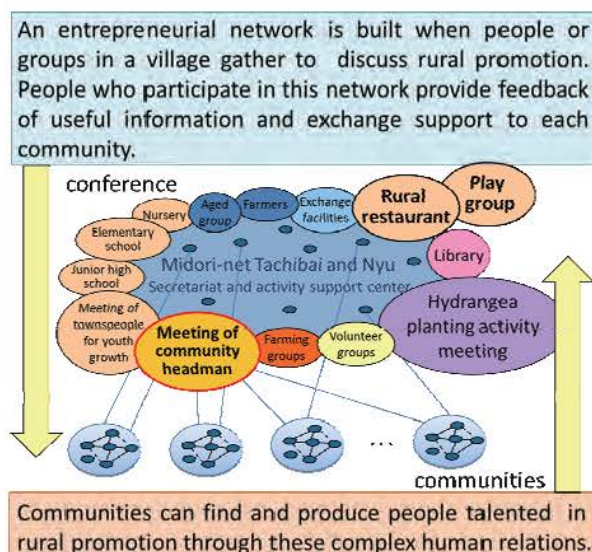 An entrepreneurial network is built when people or
groups in a village gather to discuss rural promotion.
People who participate in this network provide feedback
of useful information and exchange support to each
community.
conference
Nursery
Aged
group
Farmers
Exchange
facilities
Rural
restaurant
Play
group
Elementary
school
Library
Midori-net Tachibai and Nyu
Secretariat and activity support center
Junior high
school
Meeting of
townspeople
for youth
growth
Meeting of
community
headman
Farming
groups
Volunteer
groups
Hydrangea
planting activity
meeting
...
communities
Communities can find and produce people talented in
rural promotion through these complex human relations.